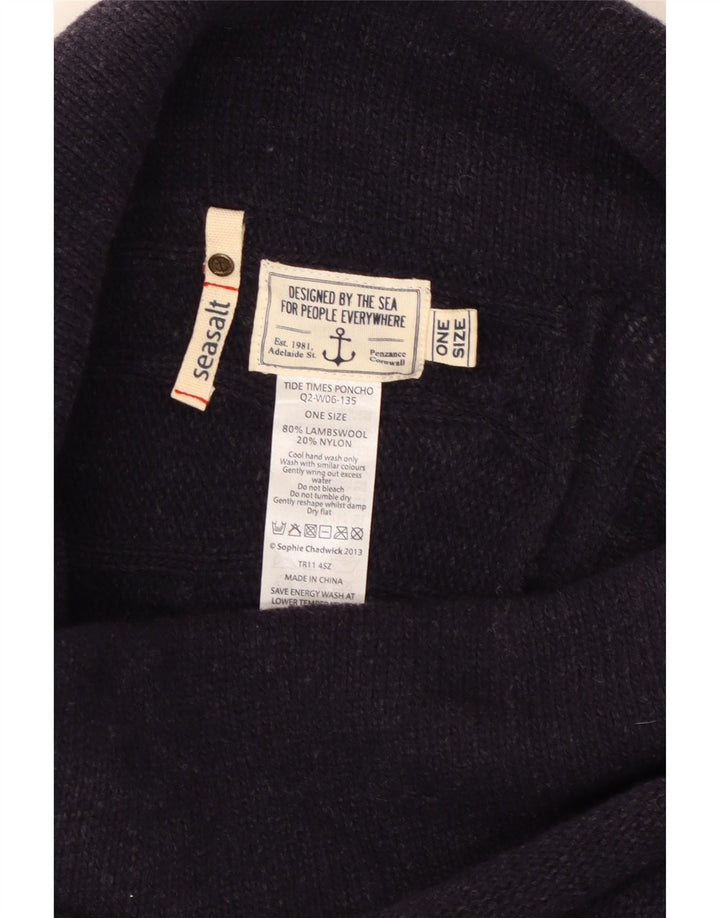 seasalt
DESIGNED BY THE SEA
FOR PEOPLE EVERYWHERE
Est. 1981,
Adelaide St.
Penzance
Cornwall
ONE
SIZE
TIDE TIMES PONCHO
Q2-W06-135
ONE SIZE
80% LAMBSWOOL
20% NYLON
Cool hand wash only
Wash with similar colours
Gently wring out excess
water
Do not bleach
Do not tumble dry
Gently reshape whilst damp
Dry flat
© Sophie Chadwick 2013
TR11 4SZ
MADE IN CHINA
SAVE ENERGY WASH AT
LOWER